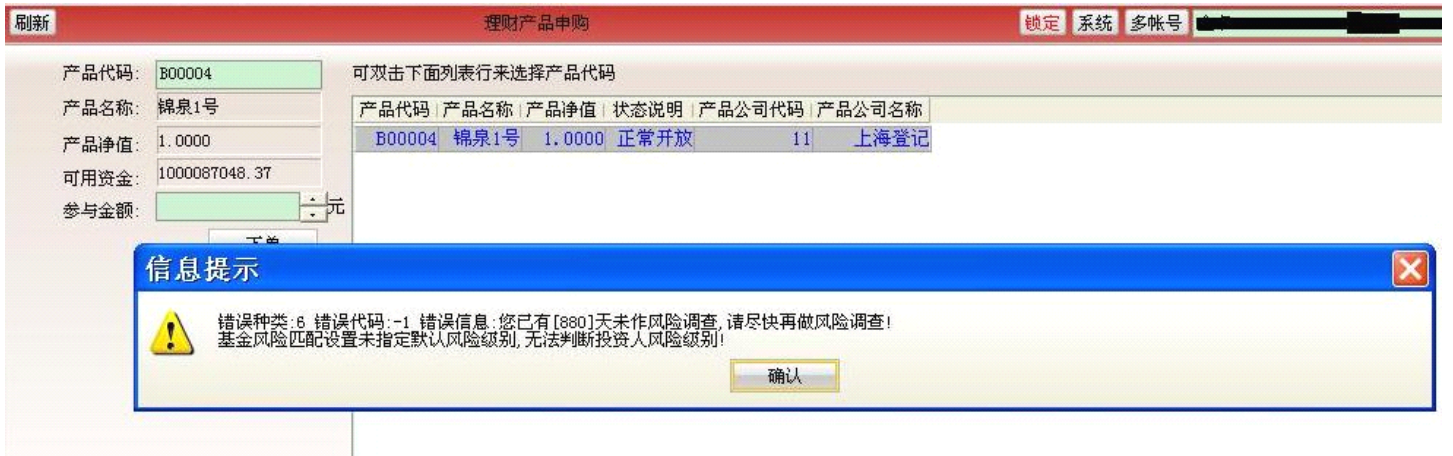 刷新 理财产品申购 锁定 系统 多帐号
产品代码: B00004 可双击下面列表行来选择产品代码
产品名称: 锦泉1号
产品代码 产品名称 产品净值 状态说明 产品公司代码 产品公司名称
产品净值: 1.0000
B00004 锦泉1号 1.0000 正常开放 11 上海登记
可用资金: 1000087048.37
参与金额: 元
下单
信息提示
错误种类:6 错误代码:-1 错误信息:您已有[880]天未作风险调查,请尽快再做风险调查!
基金风险匹配设置未指定默认风险级别,无法判断投资人风险级别!
确认